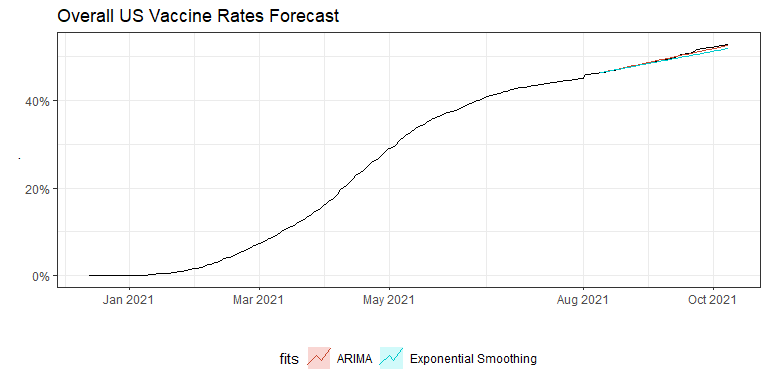 Overall US Vaccine Rates Forecast
40%
20%
0%
Jan 2021 Mar 2021 May 2021 Aug 2021 Oct 2021
fits ARIMA Exponential Smoothing